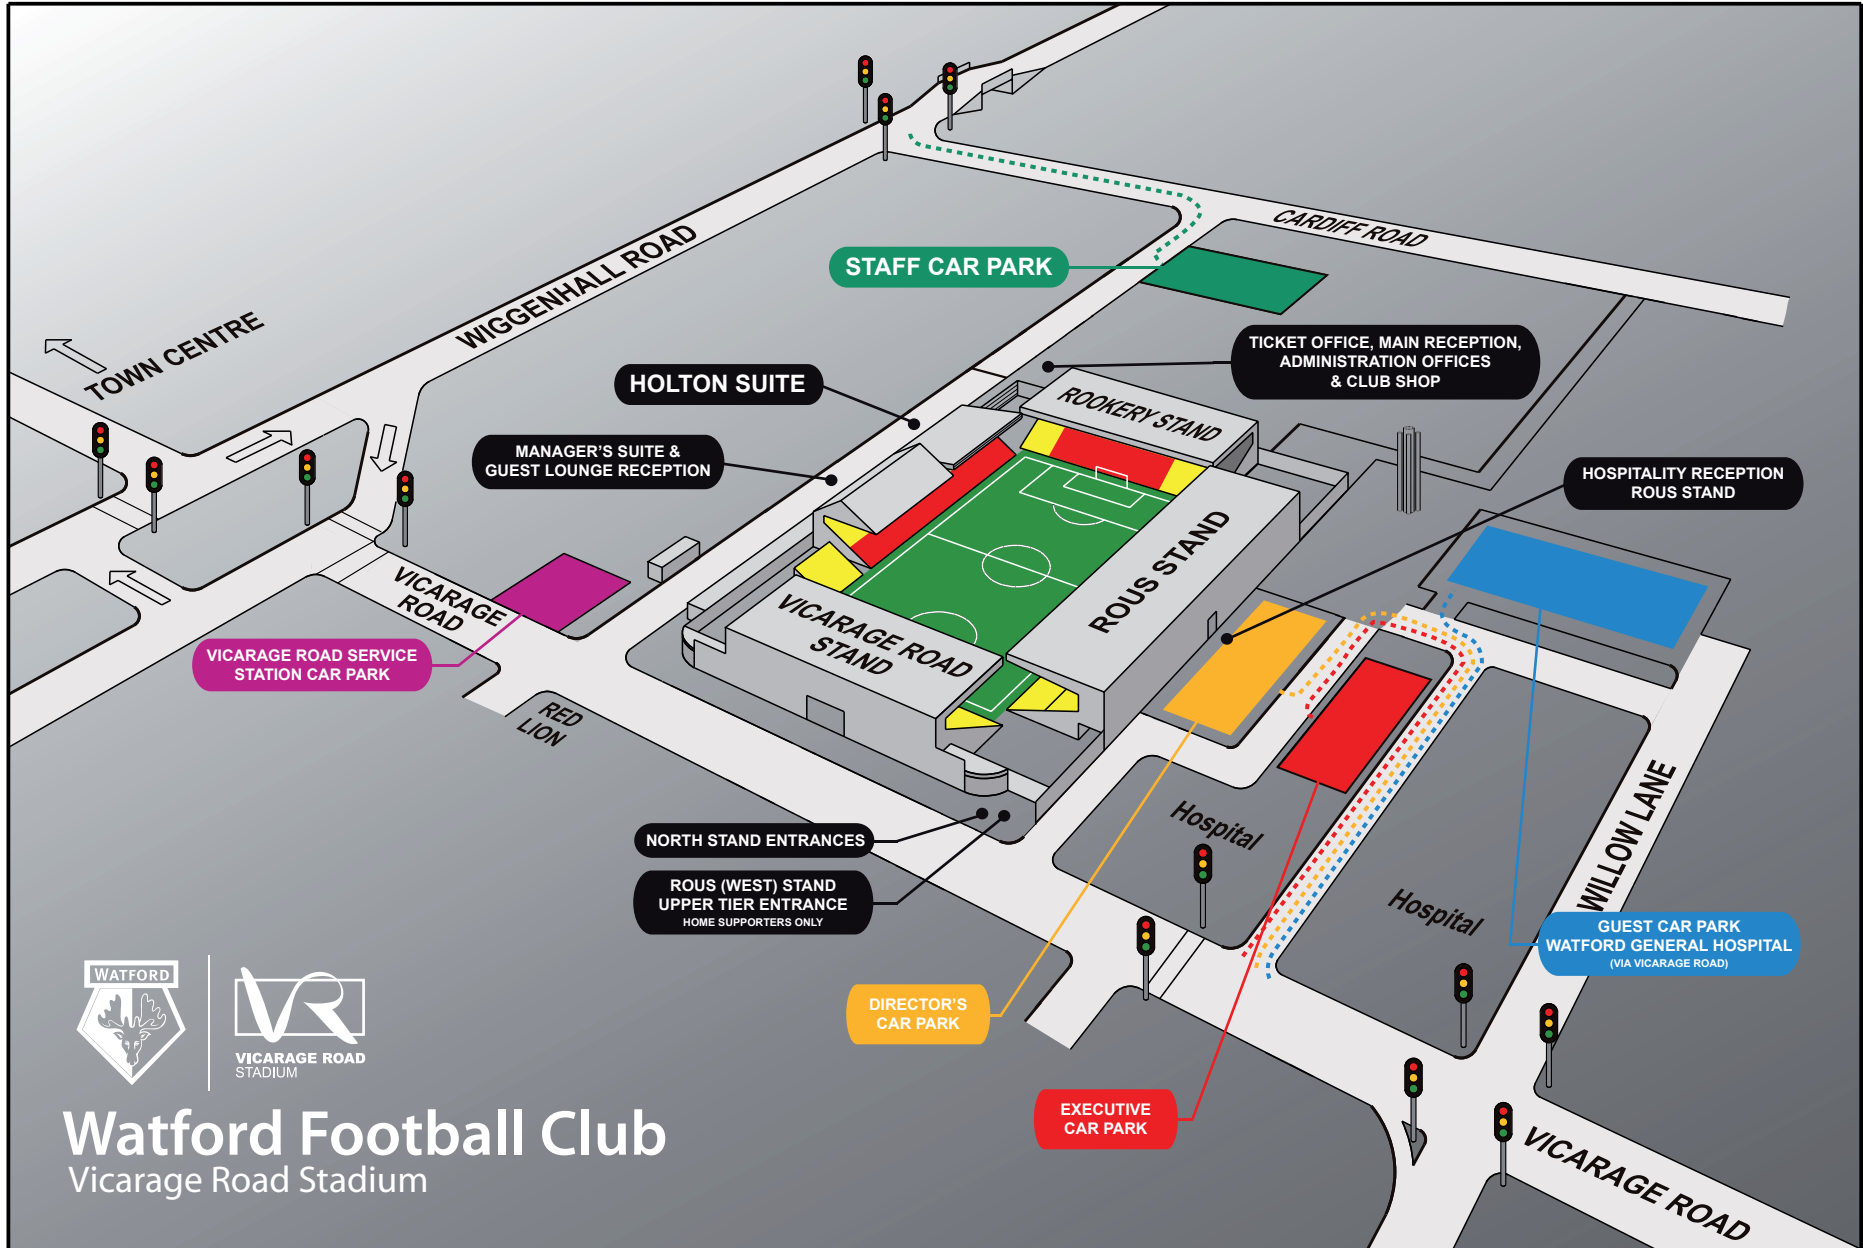 CARDIFF ROAD
WIGGENHALL ROAD
STAFF CAR PARK
TOWN CENTRE
TICKET OFFICE, MAIN RECEPTION,
ADMINISTRATION OFFICES
& CLUB SHOP
HOLTON SUITE
ROOKERY STAND
MANAGER'S SUITE &
GUEST LOUNGE RECEPTION
HOSPITALITY RECEPTION
ROUS STAND
ROUS STAND
VICARAGE
ROAD
VICARAGE ROAD
STAND
VICARAGE ROAD SERVICE
STATION CAR PARK
RED
LION
Hospital
WILLOW LANE
NORTH STAND ENTRANCES
ROUS (WEST) STAND
UPPER TIER ENTRANCE
HOME SUPPORTERS ONLY
Hospital
GUEST CAR PARK
WATFORD GENERAL HOSPITAL
(VIA VICARAGE ROAD)
DIRECTOR'S
CAR PARK
EXECUTIVE
CAR PARK
VICARAGE ROAD
WATFORD
VR
VICARAGE ROAD
STADIUM
Watford Football Club
Vicarage Road Stadium